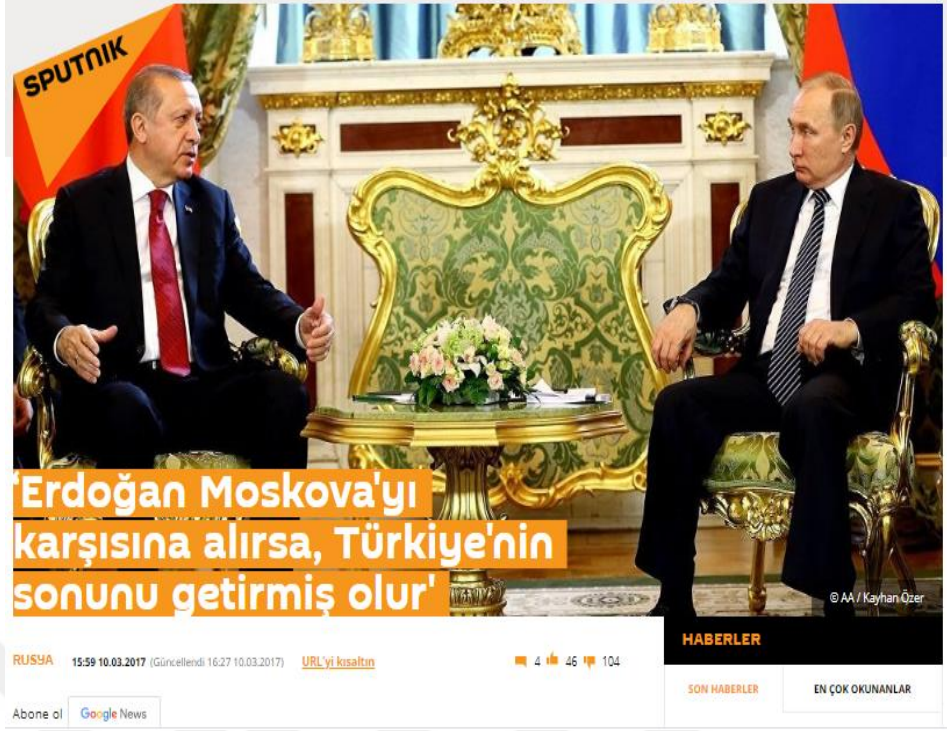 SPUTNIK
'Erdoğan Moskova'yı
karşısına alırsa, Türkiye'nin
sonunu getirmiş olur'
© AA / Kayhan Özer
HABERLER
RUSYA 15:59 10.03.2017 (Güncellendi 16:27 10.03.2017) URL'yi kısaltın 4 46 104
SON HABERLER EN ÇOK OKUNANLAR
Abone ol Google News